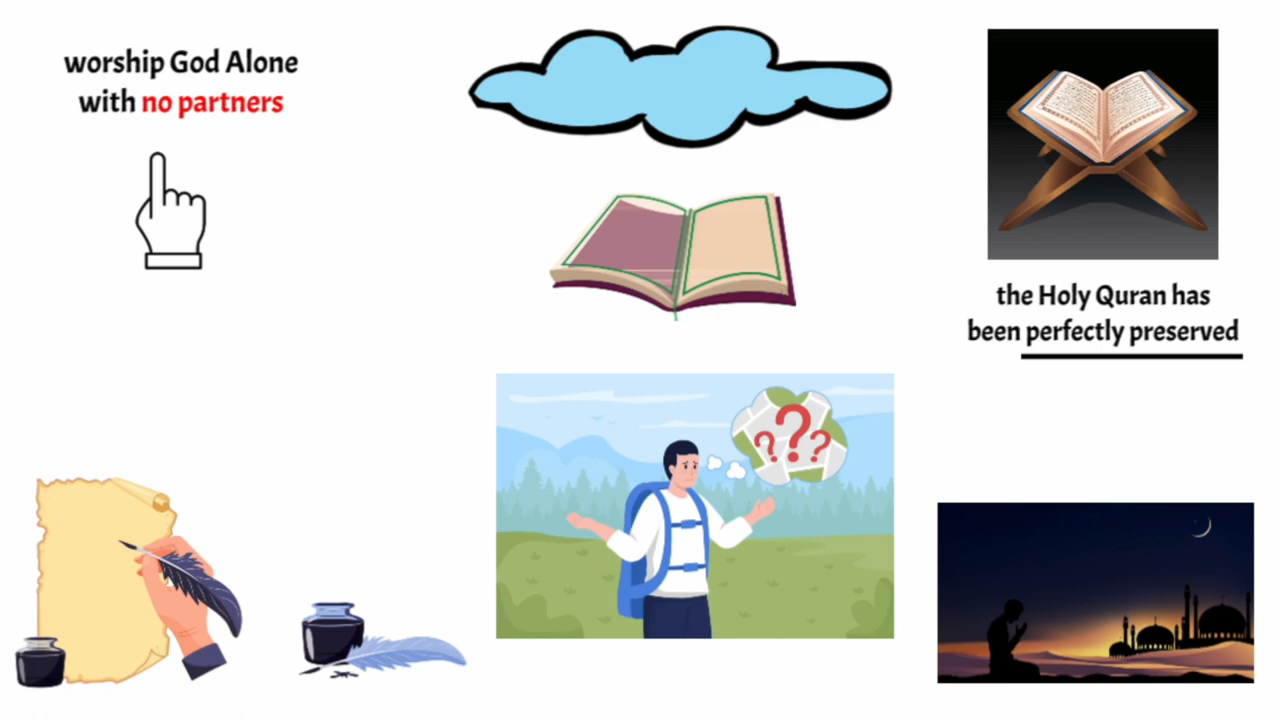 worship God Alone
with no partners
the Holy Quran has
been perfectly preserved
? ? ?